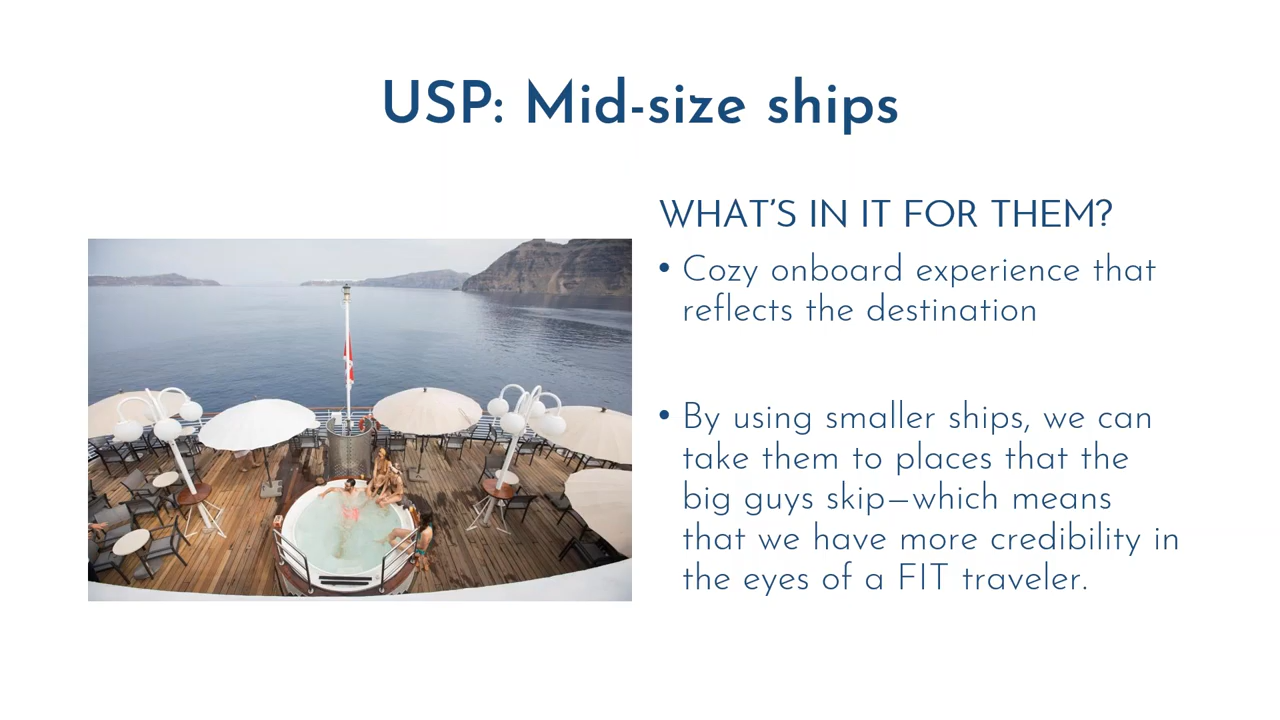 USP: Mid-size ships
WHAT'S IN IT FOR THEM?
• Cozy onboard experience that
reflects the destination
• By using smaller ships, we can
take them to places that the
big guys skip—which means
that we have more credibility in
the eyes of a FIT traveler.